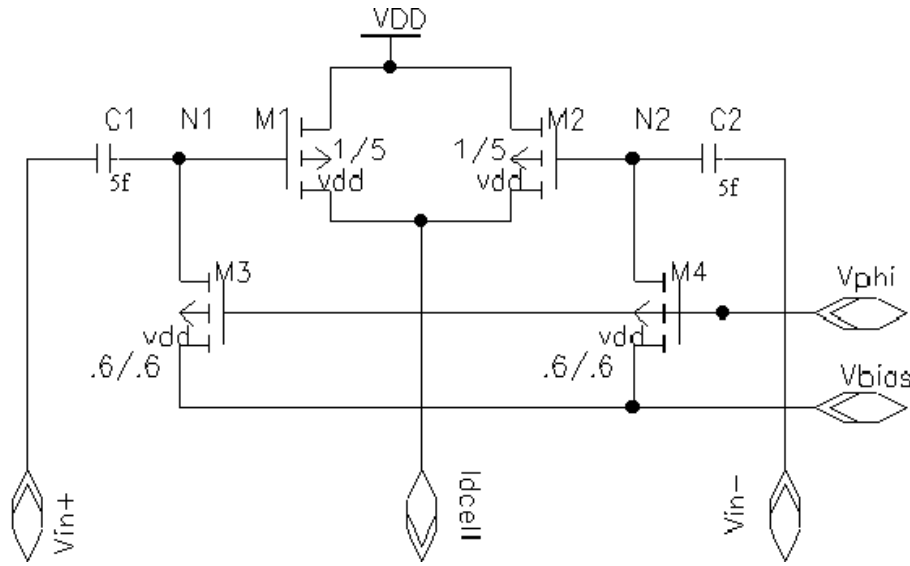 VDD
C1 N1 M1 M2 N2 C2
1/5 1/5
5f vdd vdd 5f
M3 M4 Vphi
vdd vdd
.6/.6 .6/.6 Vbias
Vin+ Idcell Vin-